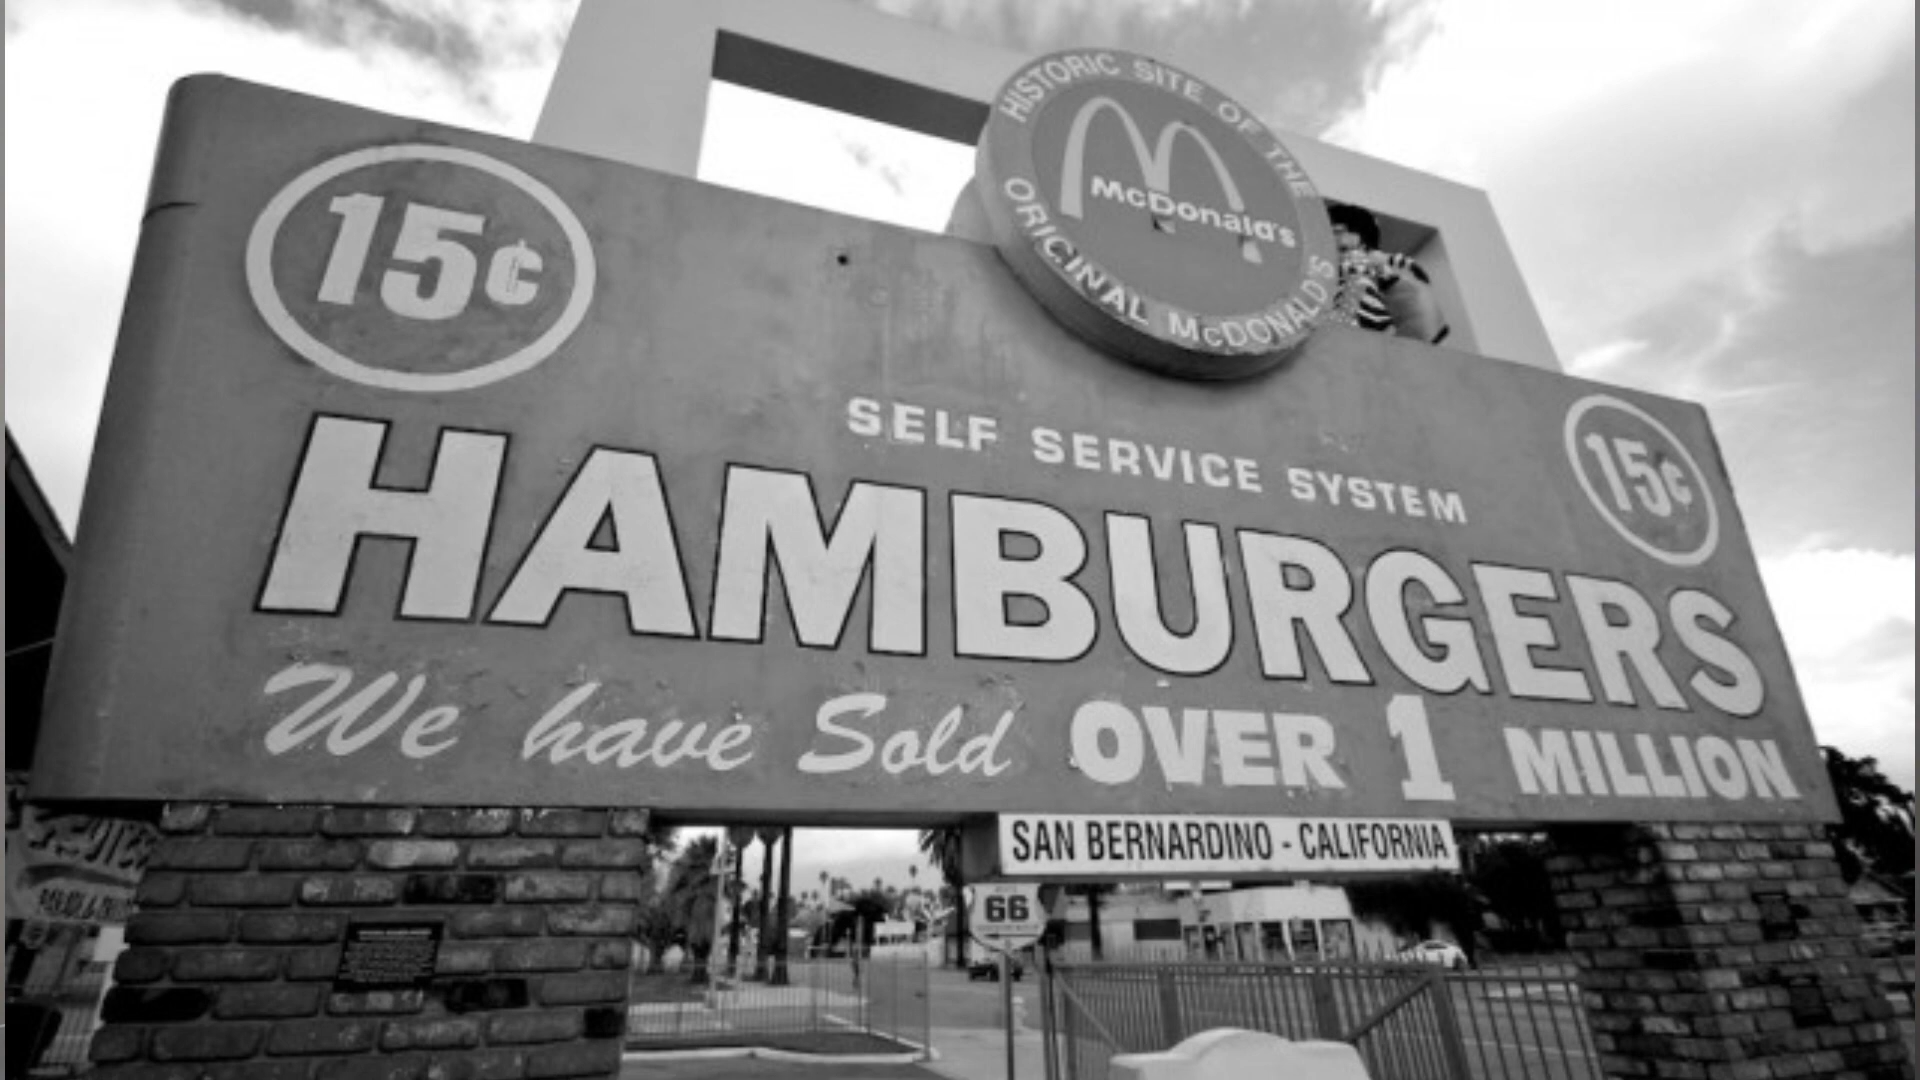 HISTORIC SITE OF THE
McDonald's
ORIGINAL McDONALD'S
15¢
SELF SERVICE SYSTEM
15¢
HAMBURGERS
We have Sold OVER 1 MILLION
SAN BERNARDINO - CALIFORNIA
66